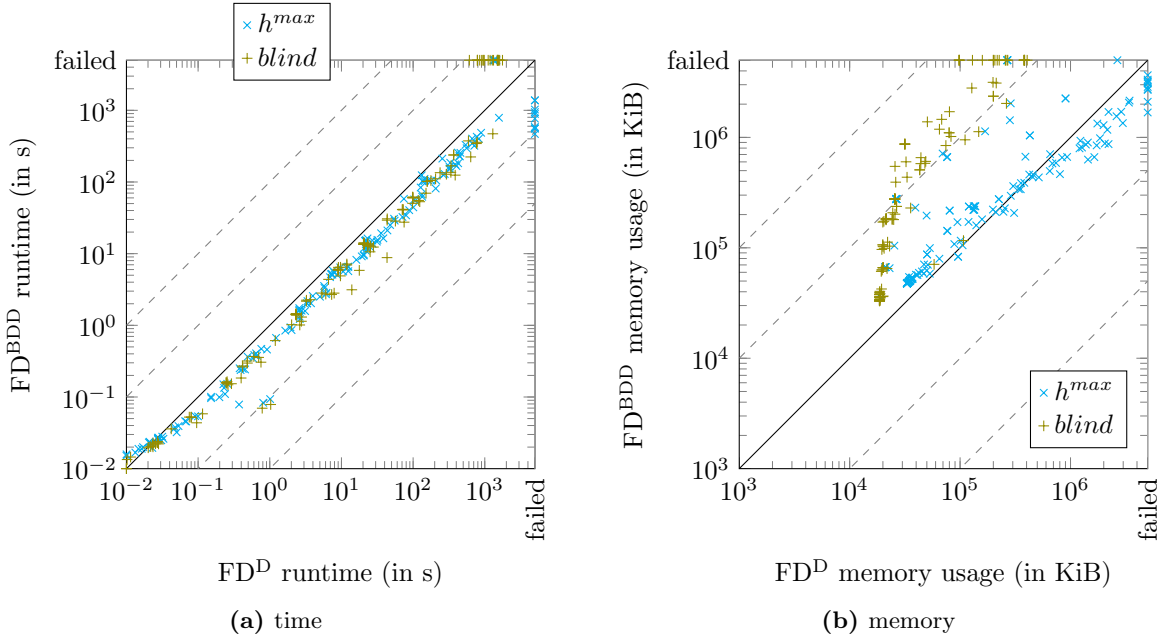 h^max
blind
failed
10^3
10^2
10^1
10^0
10^−1
10^−2
FD^BDD runtime (in s)
10^−2
10^−1
10^0
10^1
10^2
10^3
failed
FD^D runtime (in s)
(a) time
failed
10^6
10^5
10^4
10^3
FD^BDD memory usage (in KiB)
h^max
blind
10^3
10^4
10^5
10^6
failed
FD^D memory usage (in KiB)
(b) memory